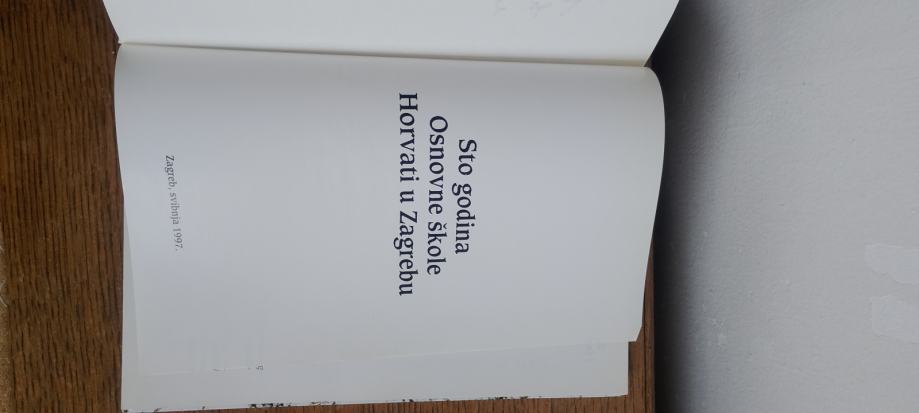 Sto godina
Osnovne škole
Horvati u Zagrebu
Zagreb, svibnja 1997.